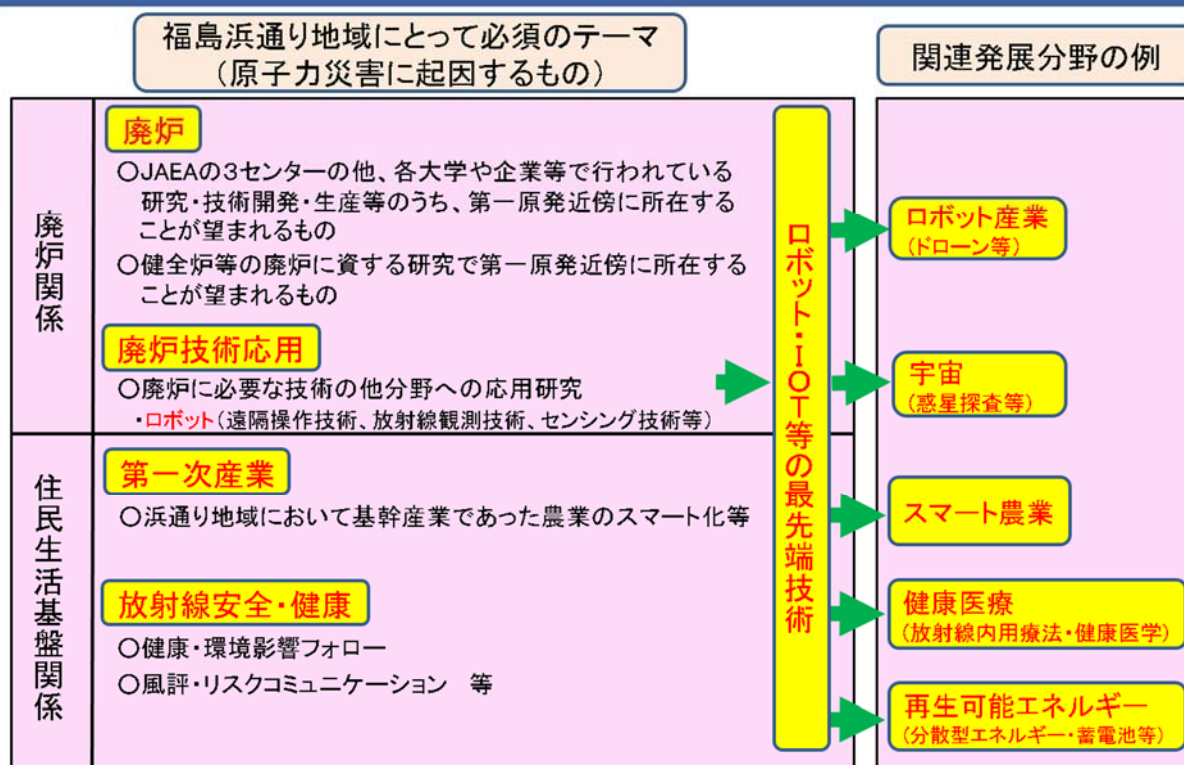 福島浜通り地域にとって必須のテーマ
(原子力災害に起因するもの)
関連発展分野の例
廃炉関係
廃炉
○JAEAの3センターの他、各大学や企業等で行われている
研究・技術開発・生産等のうち、第一原発近傍に所在する
ことが望まれるもの
○健全炉等の廃炉に資する研究で第一原発近傍に所在する
ことが望まれるもの
廃炉技術応用
○廃炉に必要な技術の他分野への応用研究
・ロボット(遠隔操作技術、放射線観測技術、センシング技術等)
住民生活基盤関係
第一次産業
○浜通り地域において基幹産業であった農業のスマート化等
放射線安全・健康
○健康・環境影響フォロー
○風評・リスクコミュニケーション 等
ロボット・IOT等の最先端技術
ロボット産業
(ドローン等)
宇宙
(惑星探査等)
スマート農業
健康医療
(放射線内用療法・健康医学)
再生可能エネルギー
(分散型エネルギー・蓄電池等)